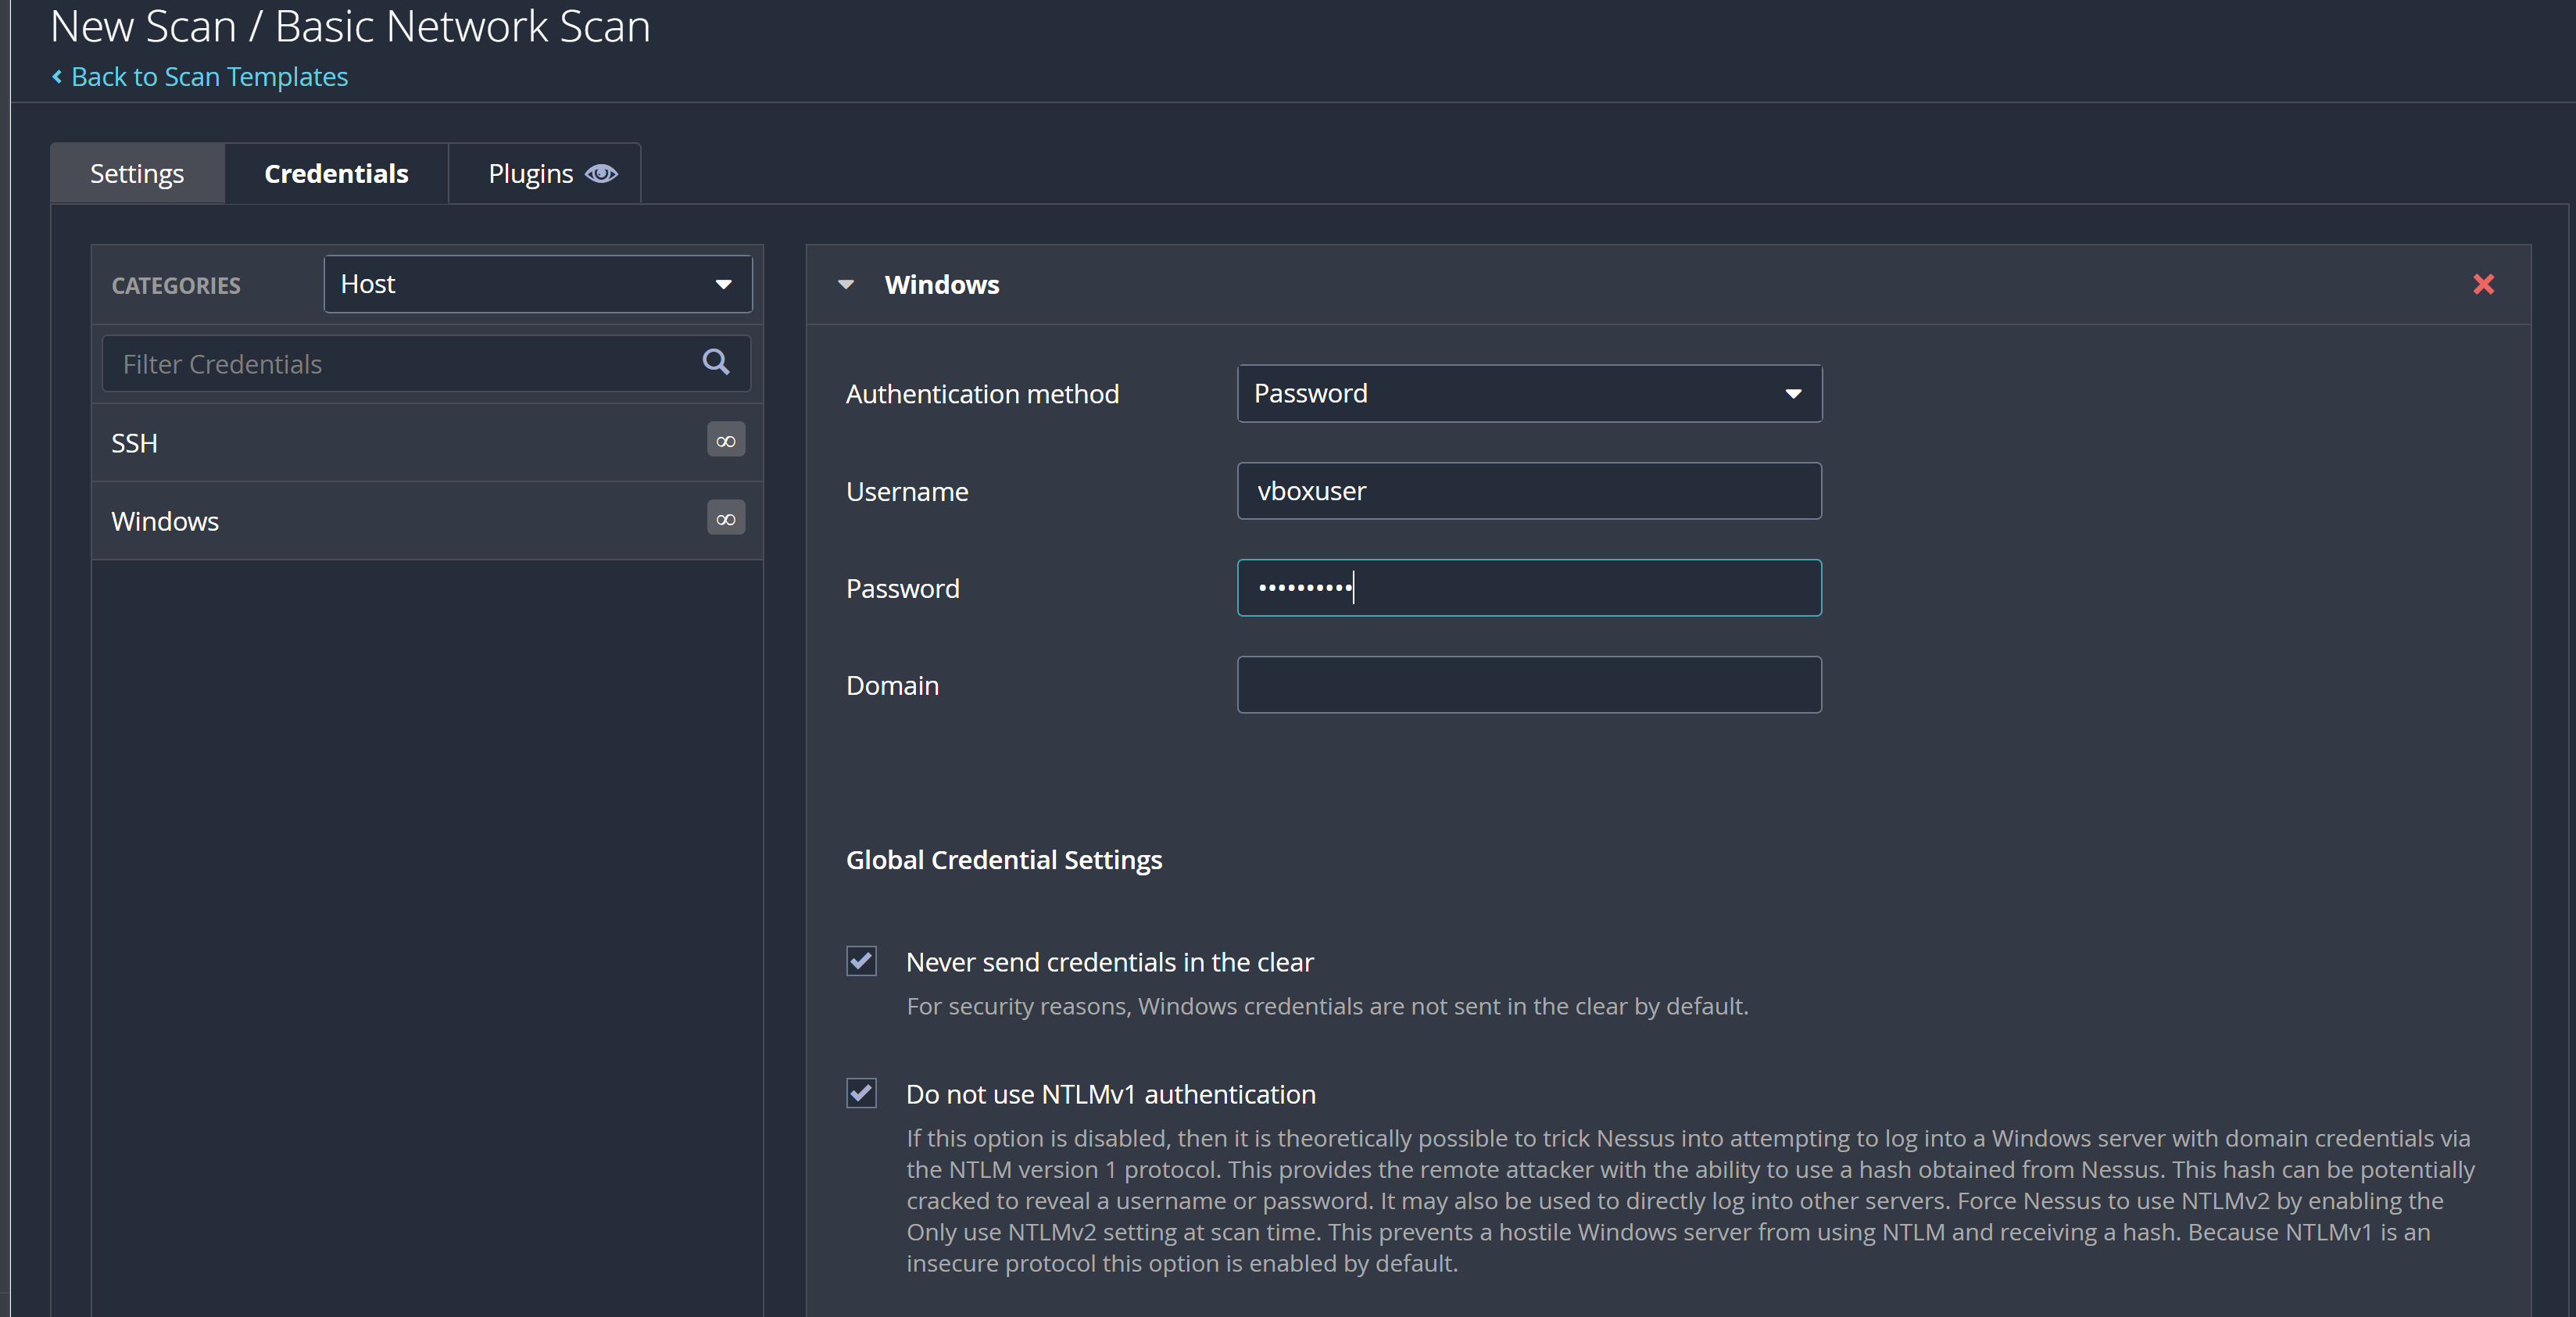 New Scan / Basic Network Scan
Back to Scan Templates
Settings
Credentials
Plugins
CATEGORIES
Host
Filter Credentials
SSH
∞
Windows
∞
Windows
Authentication method
Password
Username
vboxuser
Password
••••••••••
Domain
Global Credential Settings
Never send credentials in the clear
For security reasons, Windows credentials are not sent in the clear by default.
Do not use NTLMv1 authentication
If this option is disabled, then it is theoretically possible to trick Nessus into attempting to log into a Windows server with domain credentials via
the NTLM version 1 protocol. This provides the remote attacker with the ability to use a hash obtained from Nessus. This hash can be potentially
cracked to reveal a username or password. It may also be used to directly log into other servers. Force Nessus to use NTLMv2 by enabling the
Only use NTLMv2 setting at scan time. This prevents a hostile Windows server from using NTLM and receiving a hash. Because NTLMv1 is an
insecure protocol this option is enabled by default.